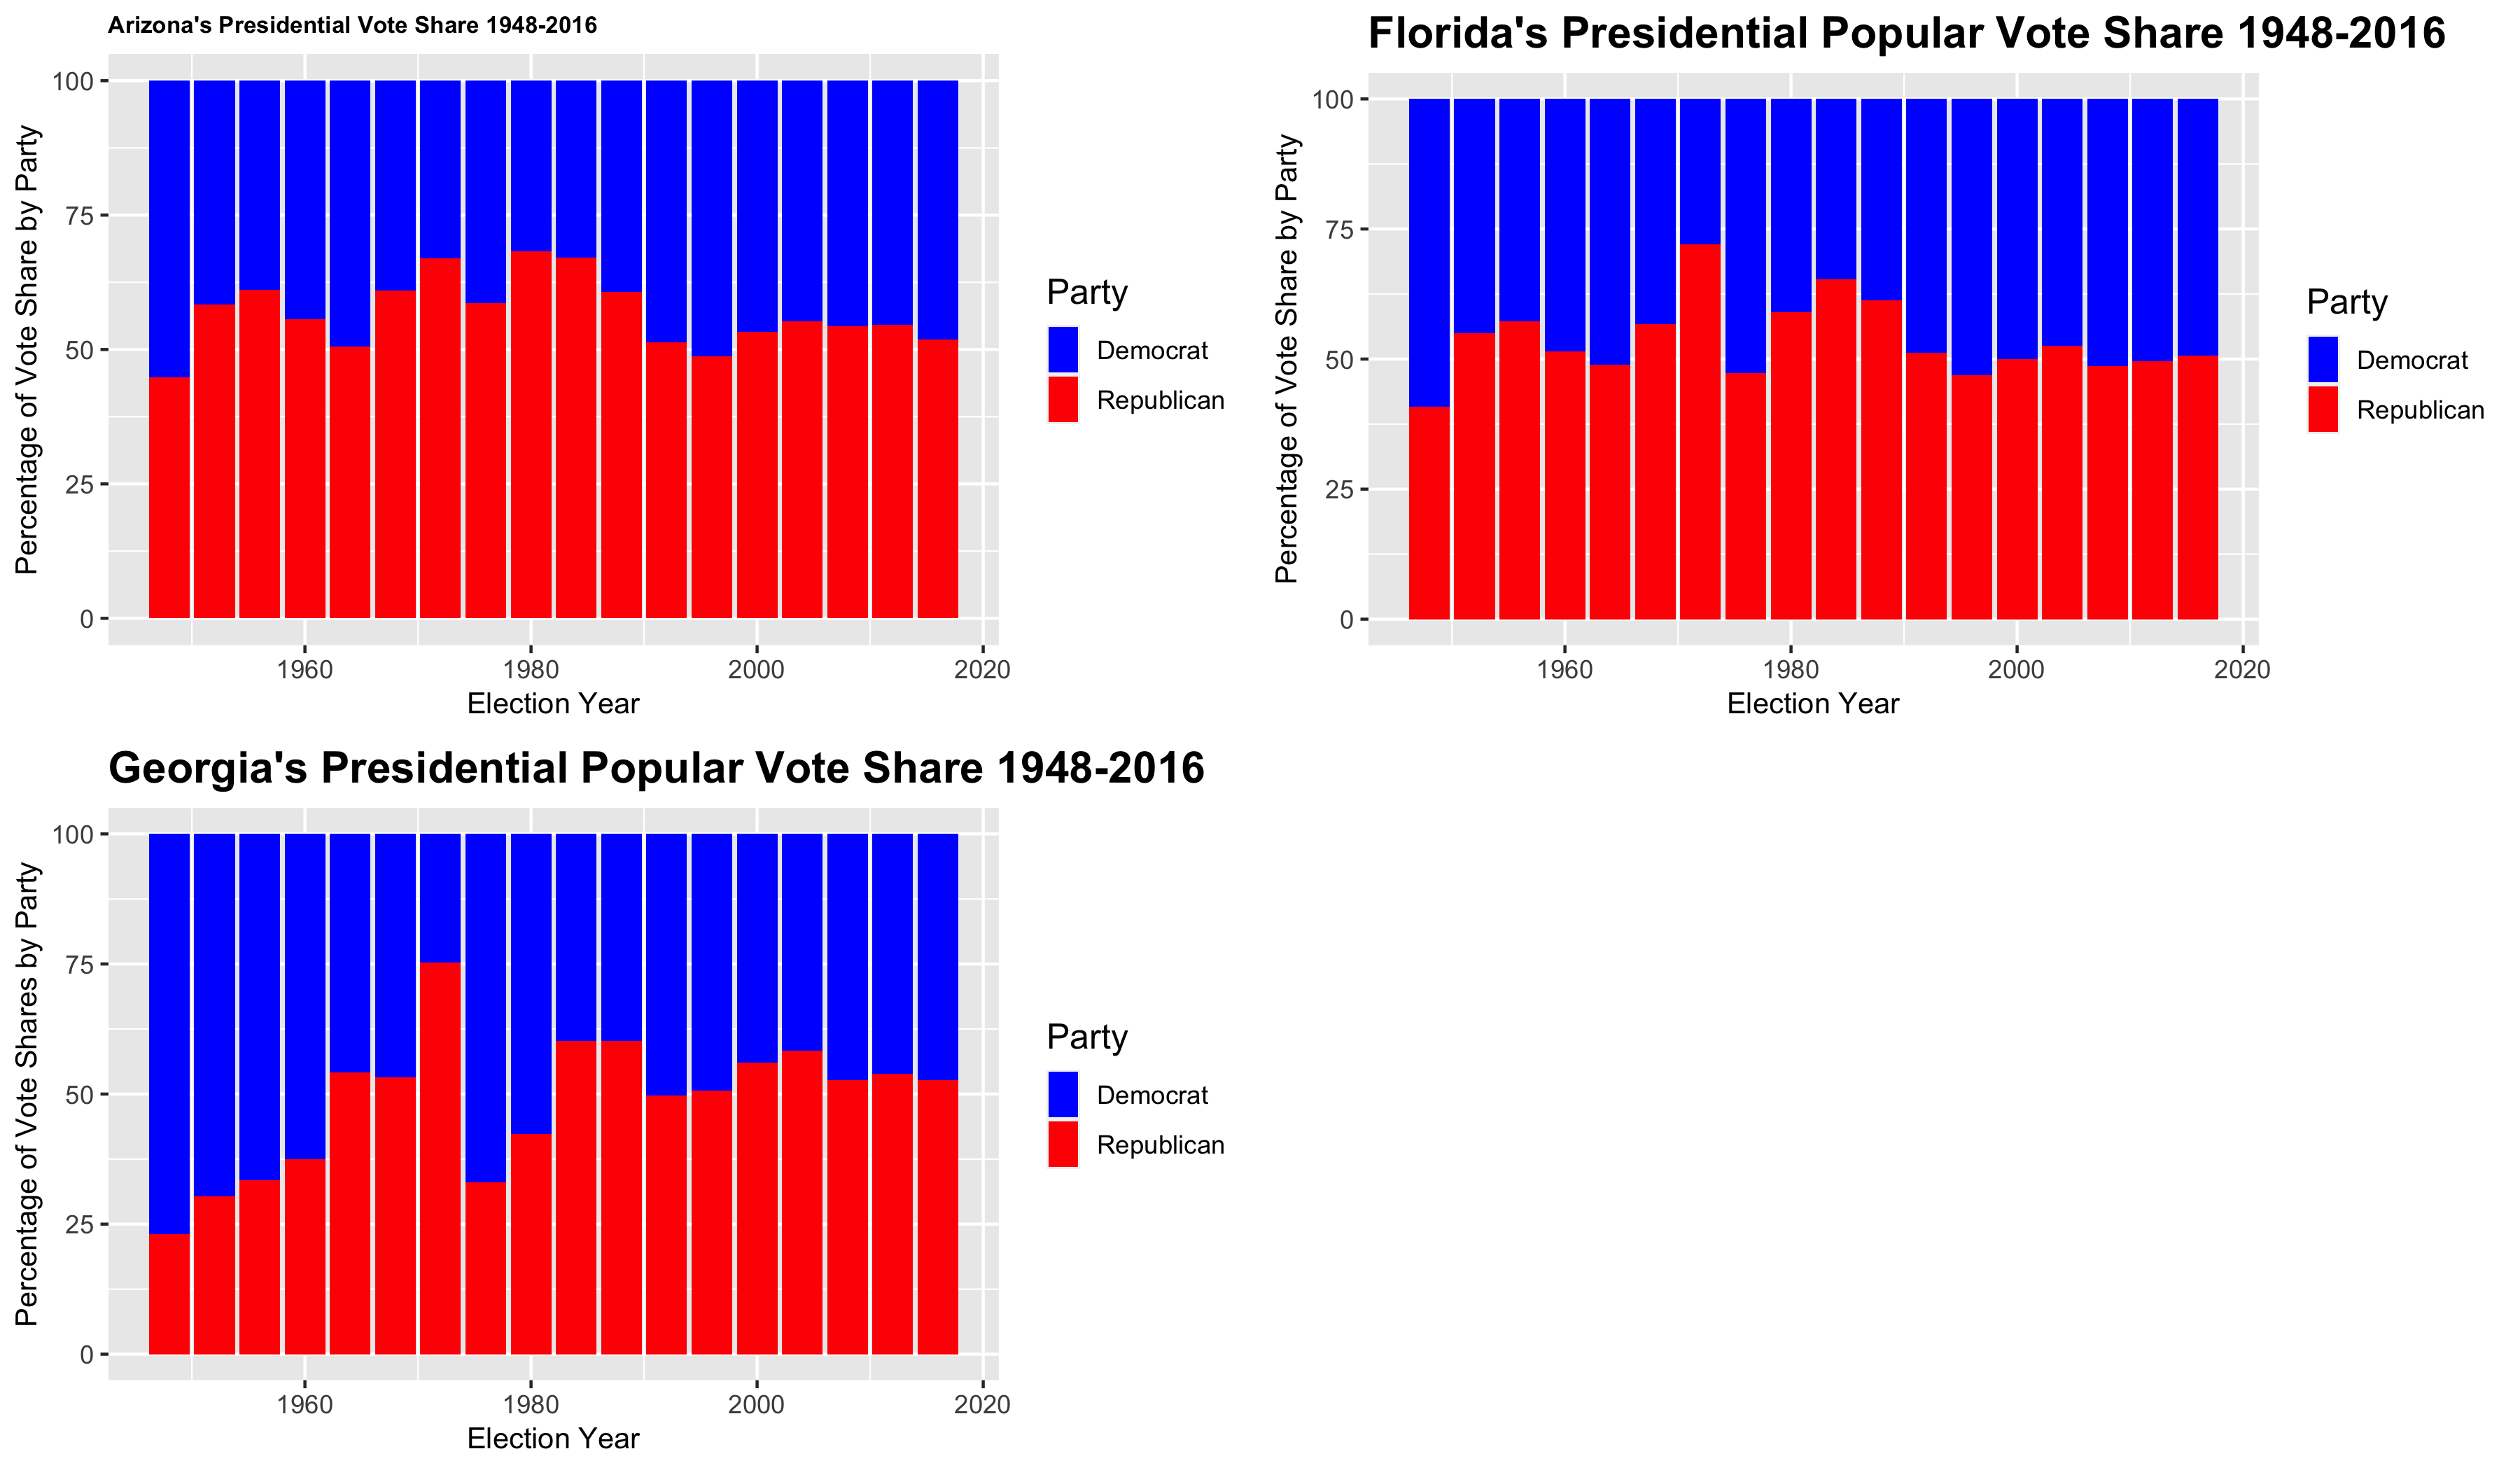 Arizona's Presidential Vote Share 1948-2016
Percentage of Vote Share by Party
100
75
50
25
0
1960 1980 2000 2020
Election Year
Party
Democrat
Republican
Florida's Presidential Popular Vote Share 1948-2016
Percentage of Vote Share by Party
100
75
50
25
0
1960 1980 2000 2020
Election Year
Party
Democrat
Republican
Georgia's Presidential Popular Vote Share 1948-2016
Percentage of Vote Shares by Party
100
75
50
25
0
1960 1980 2000 2020
Election Year
Party
Democrat
Republican